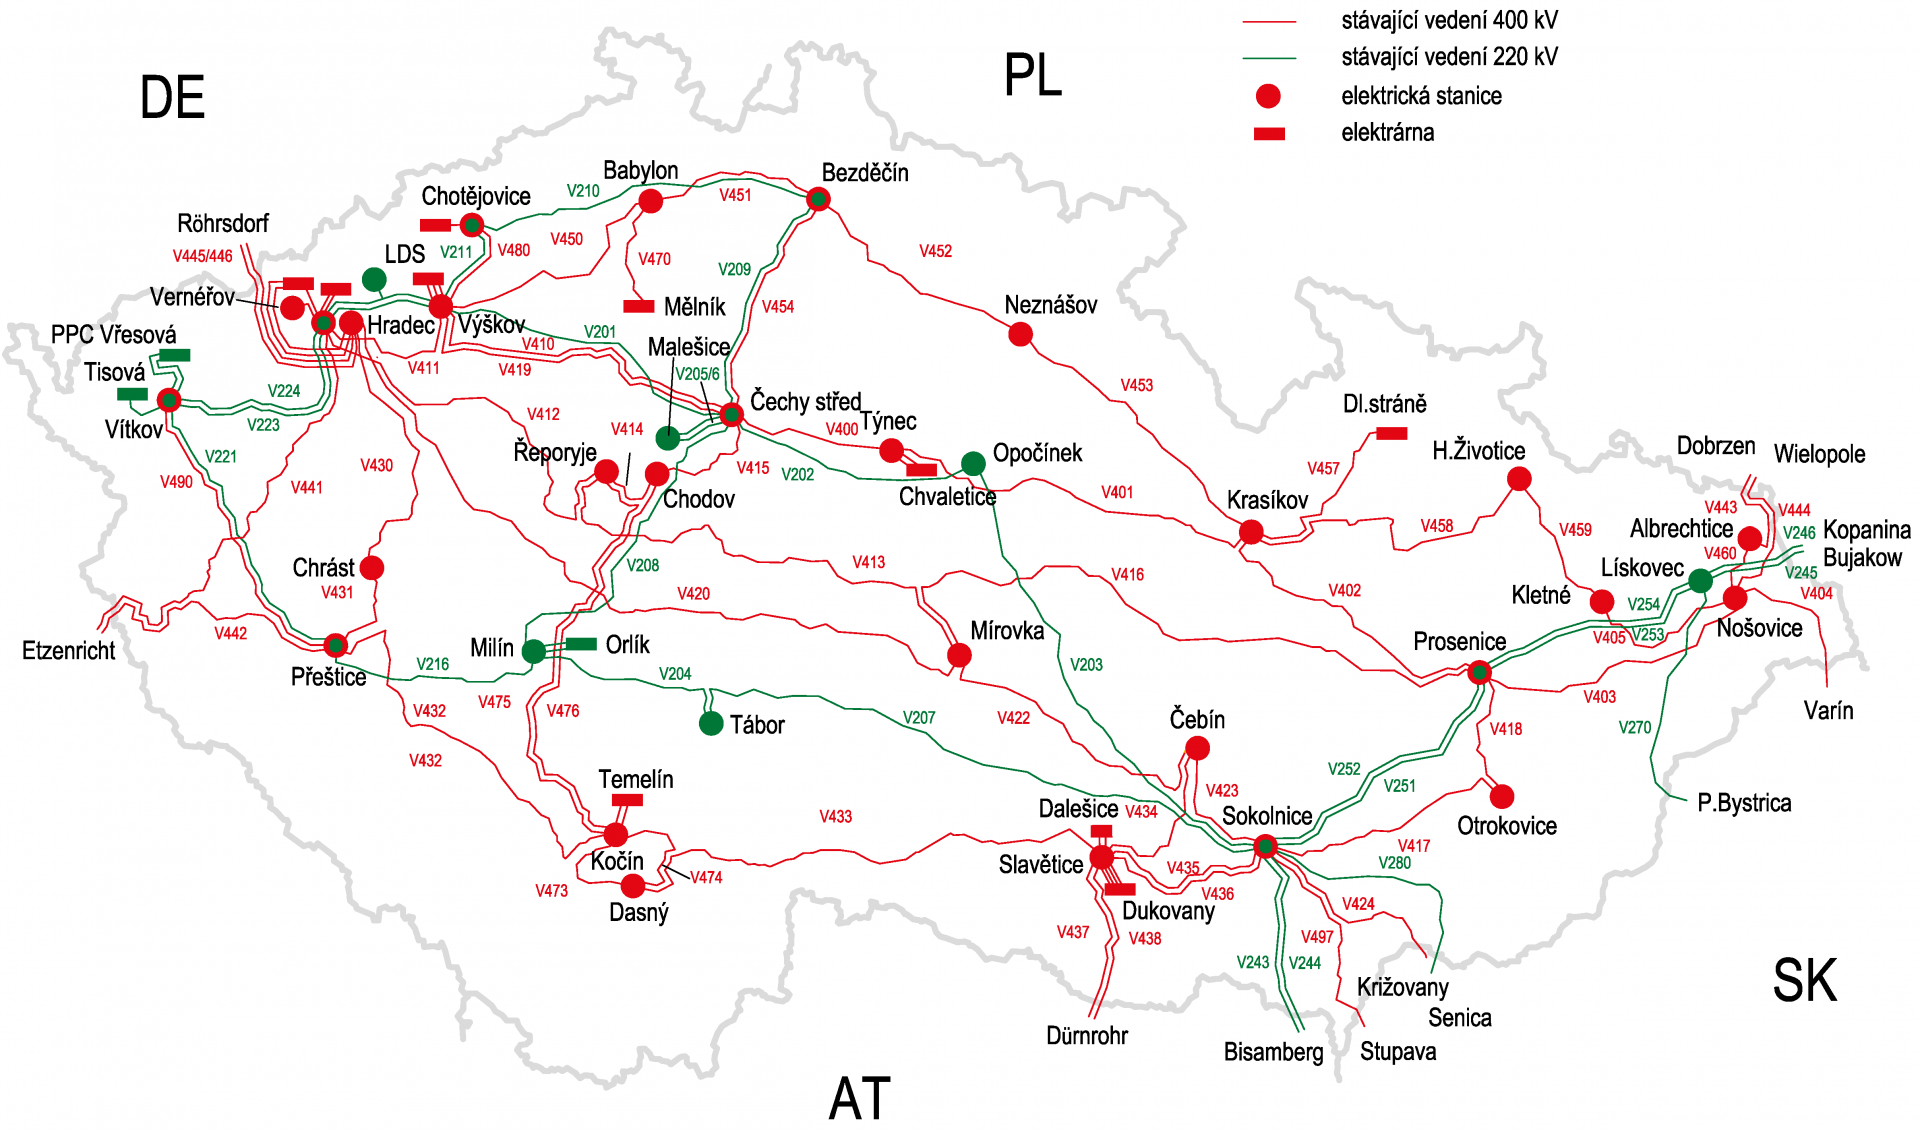 stávající vedení 400 kV
stávající vedení 220 kV
elektrická stanice
elektrárna
DE
PL
Babylon
Bezděčín
V210
V451
Chotějovice
Röhrsdorf
V445/446
LDS
V211
V480
V450
V470
V209
V452
Vernéřov
Mělník
V454
Neznášov
PPC Vřesová
Hradec
Výškov
V201
V410
Malešice
Tisová
V411
V419
V205/6
V224
V453
Čechy střed
Dl.stráně
Vítkov
V223
V412
V414
V400
Týnec
V221
V490
V441
V430
Řeporyje
V415
V202
Opočínek
V457
H.Životice
Dobrzen
Wielopole
Chodov
Chvaletice
V401
Krasíkov
V458
V443
V444
V459
Albrechtice
V246
Kopanina
V460
Bujakow
Chrást
V208
V413
V416
Lískovec
V245
V431
V420
V402
Kletné
V254
V404
V442
V405
V253
Nošovice
Etzenricht
Milín
Orlík
Mírovka
Prosenice
Přeštice
V216
V204
V203
V403
V475
V476
V432
V207
V422
Čebín
V418
V270
Varín
Tábor
V432
V252
V251
Temelín
V423
P.Bystrica
V433
Dalešice
V434
Sokolnice
Otrokovice
Kočín
Slavětice
V435
V417
V280
V473
V474
V436
Dasný
Dukovany
V424
V437
V438
V497
V243
V244
Križovany
SK
Senica
Dürnrohr
Bisamberg
Stupava
AT